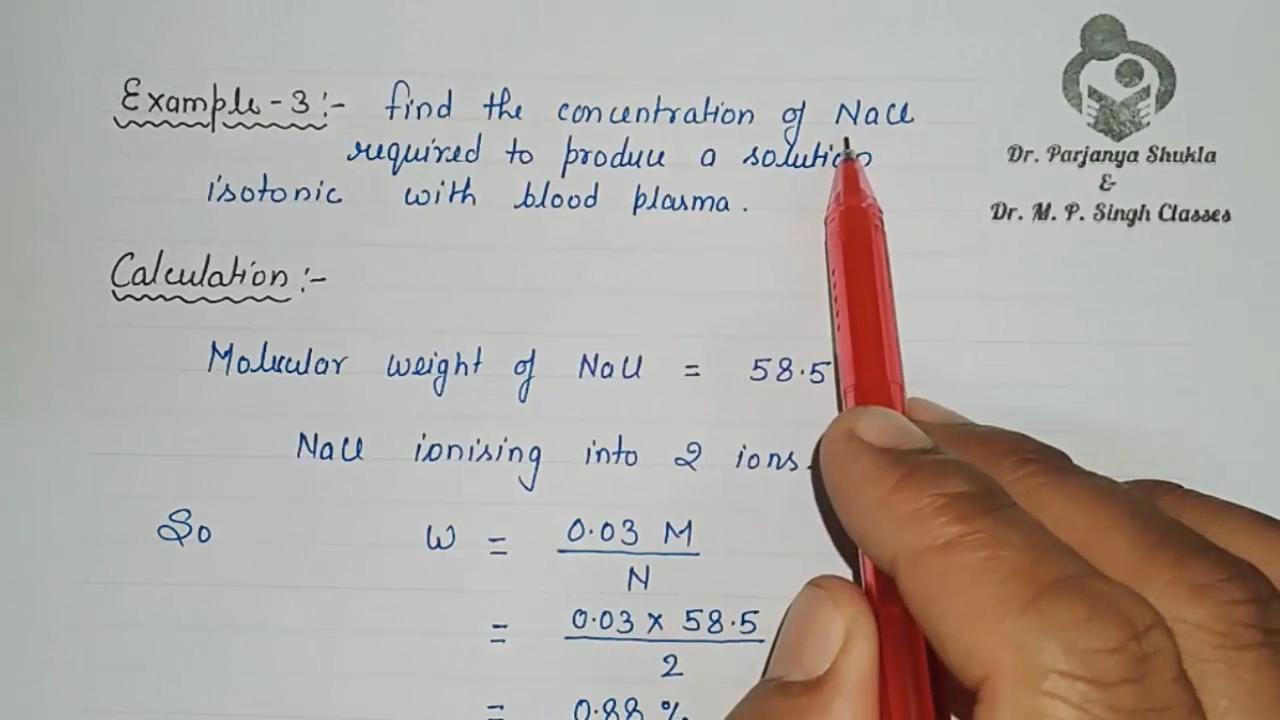 Example-3:- find the concentration of NaCl
required to produce a solution
isotonic with blood plasma.
Dr. Parjanya Shukla
&
Dr. M. P. Singh Classes
Calculation:-
Molecular weight of NaCl = 58.5
NaCl ionising into 2 ions.
So W = 0.03 M
N
= 0.03 x 58.5
2
= 0.88 %